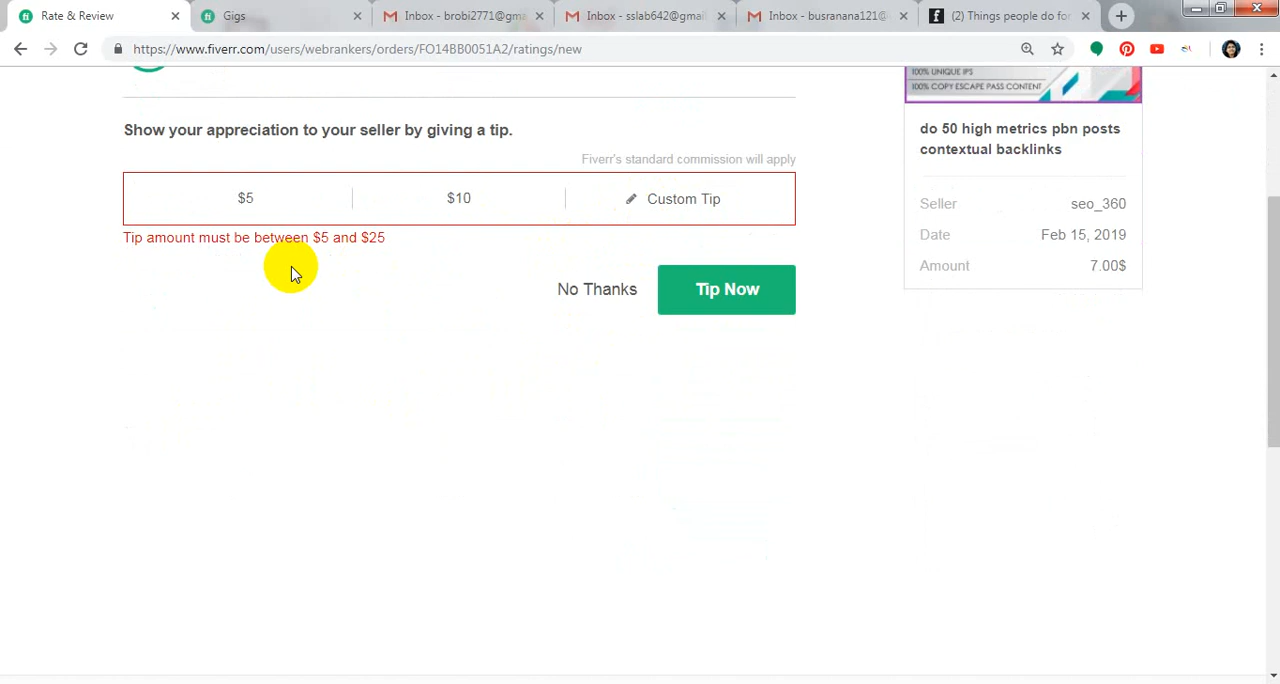 Rate & Review
Gigs
Inbox - brobi2771@gma
Inbox - sslab642@gmail
Inbox - busranana121@
(2) Things people do for
https://www.fiverr.com/users/webrankers/orders/FO14BB0051A2/ratings/new
100% UNIQUE IPS
100% COPY ESCAPE PASS CONTENT
Show your appreciation to your seller by giving a tip.
Fiverr's standard commission will apply
$5
$10
Custom Tip
Tip amount must be between $5 and $25
No Thanks
Tip Now
do 50 high metrics pbn posts
contextual backlinks
Seller seo_360
Date Feb 15, 2019
Amount 7.00$